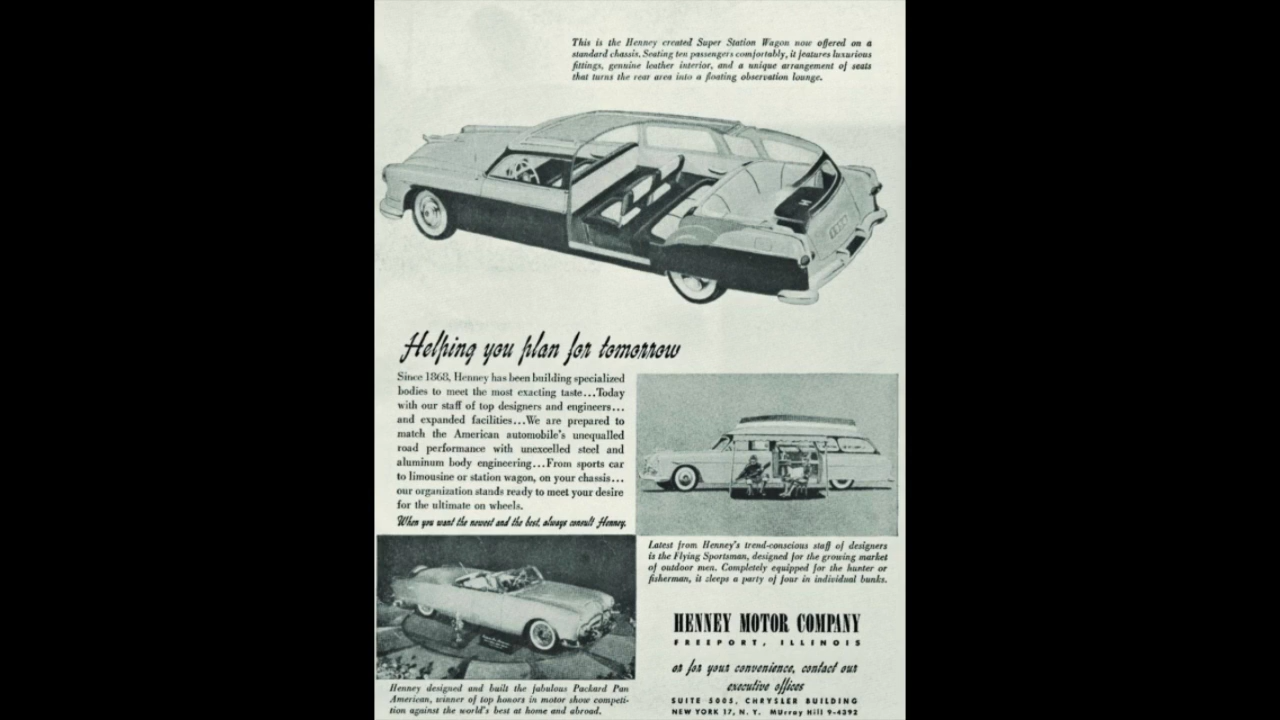 This is the Henney created Super Station Wagon now offered on a
standard chassis. Seating ten passengers comfortably, it features luxurious
fittings, genuine leather interior, and a unique arrangement of seats
that turns the rear area into a floating observation lounge.
Helping you plan for tomorrow
Since 1868, Henney has been building specialized
bodies to meet the most exacting taste...Today
with our staff of top designers and engineers...
and expanded facilities...We are prepared to
match the American automobile's unequalled
road performance with unexcelled steel and
aluminum body engineering...From sports car
to limousine or station wagon, on your chassis...
our organization stands ready to meet your desire
for the ultimate on wheels.
When you want the newest and the best, always consult Henney.
Latest from Henney's trend-conscious staff of designers
is the Flying Sportsman, designed for the growing market
of outdoor men. Completely equipped for the hunter or
fisherman, it sleeps a party of four in individual bunks.
Henney designed and built the fabulous Packard Pan
American, winner of top honors in motor show competi-
tion against the world's best at home and abroad.
HENNEY MOTOR COMPANY
FREEPORT, ILLINOIS
or for your convenience, contact our
executive offices
SUITE 5005, CHRYSLER BUILDING
NEW YORK 17, N. Y. MUrray Hill 9-4392